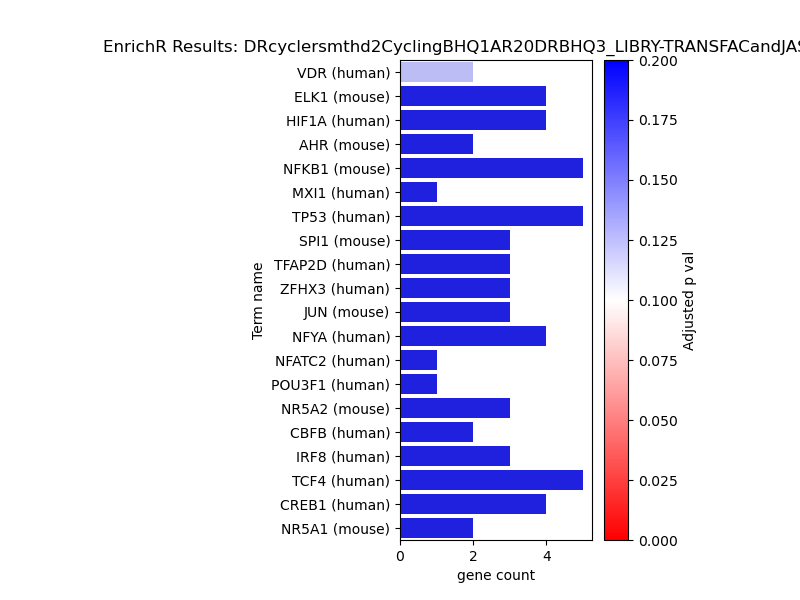 EnrichR Results: DRcyclersmthd2CyclingBHQ1AR20DRBHQ3_LIBRY-TRANSFACandJAS
VDR (human)
ELK1 (mouse)
HIF1A (human)
AHR (mouse)
NFKB1 (mouse)
MXI1 (human)
TP53 (human)
SPI1 (mouse)
TFAP2D (human)
ZFHX3 (human)
JUN (mouse)
NFYA (human)
NFATC2 (human)
POU3F1 (human)
NR5A2 (mouse)
CBFB (human)
IRF8 (human)
TCF4 (human)
CREB1 (human)
NR5A1 (mouse)
Term name
0 2 4
gene count
0.200
0.175
0.150
0.125
0.100
0.075
0.050
0.025
0.000
Adjusted p val